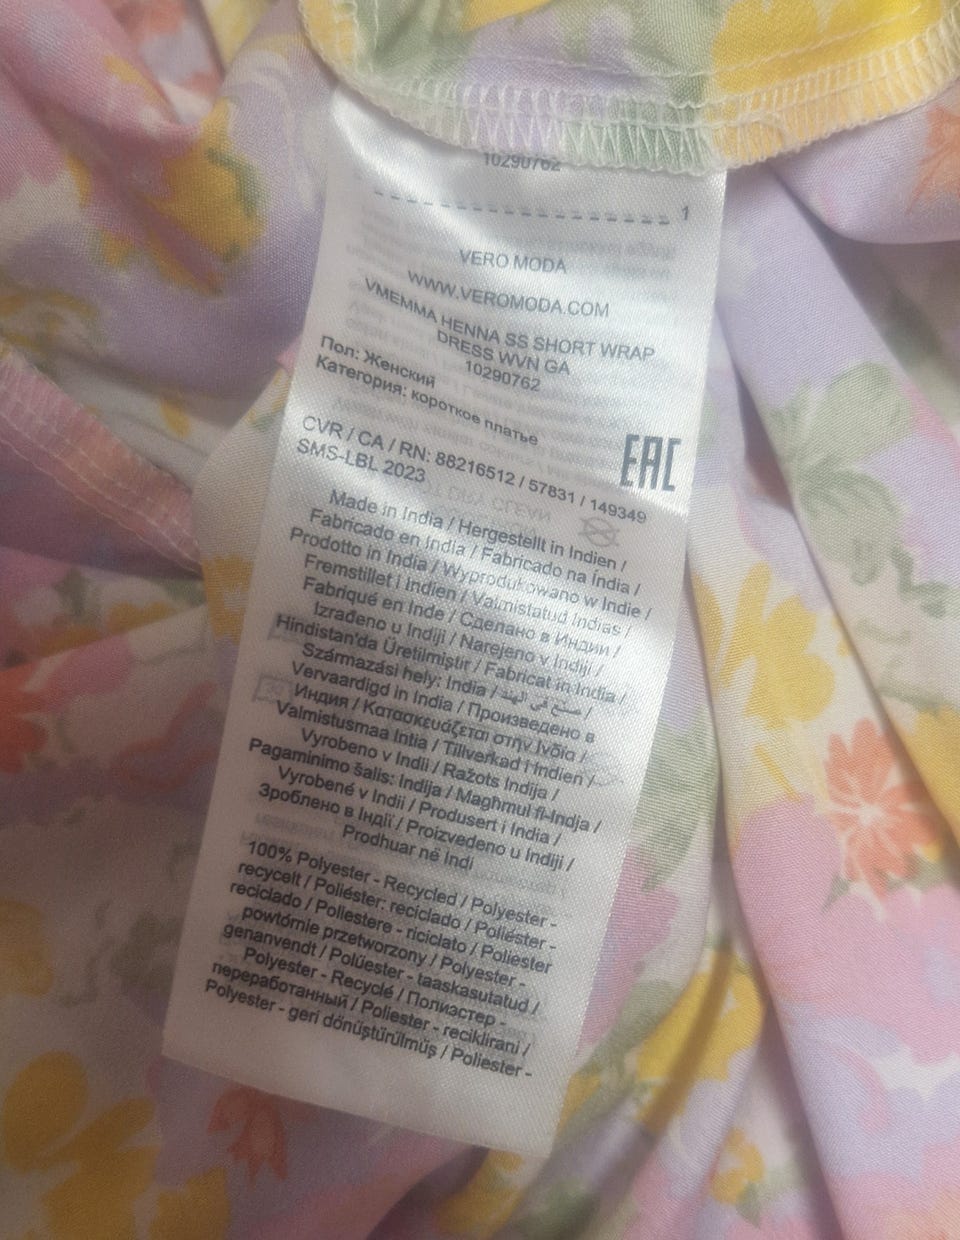 10290762
1
VERO MODA
WWW.VEROMODA.COM
VMEMMA HENNA SS SHORT WRAP
DRESS WVN GA
10290762
Пол: Женский
Категория: короткое платье
EAC
CVR / CA / RN: 88216512 / 57831 / 149349
SMS-LBL 2023
Made in India / Hergestellt in Indien /
Fabricado en India / Fabricado na Índia /
Prodotto in India / Wyprodukowano w Indie /
Fremstillet i Indien / Valmistatud Indias /
Fabriqué en Inde / Сделано в Индии /
Izrađeno u Indiji / Narejeno v Indiji /
Hindistan'da Üretilmiştir / Fabricat in India /
Származási hely: India / صنع في الهند /
Vervaardigd in India / Произведено в
Индия / Κατασκευάζεται στην Ινδία /
Valmistusmaa Intia / Tillverkad i Indien /
Vyrobeno v Indii / Ražots Indija /
Pagaminimo šalis: Indija / Maghmul fl-Indja /
Vyrobené v Indii / Produsert i India /
Зроблено в Індії / Proizvedeno u Indiji /
Prodhuar në Indi
100% Polyester - Recycled / Polyester -
recycelt / Poliéster: reciclado / Poliéster -
reciclado / Poliestere - riciclato / Poliester
powtórnie przetworzony / Polyester -
genanvendt / Polüester - taaskasutatud /
Polyester - Recyclé / Полиэстер -
переработанный / Poliester - reciklirani /
Polyester - geri dönüştürülmüş / Poliester -